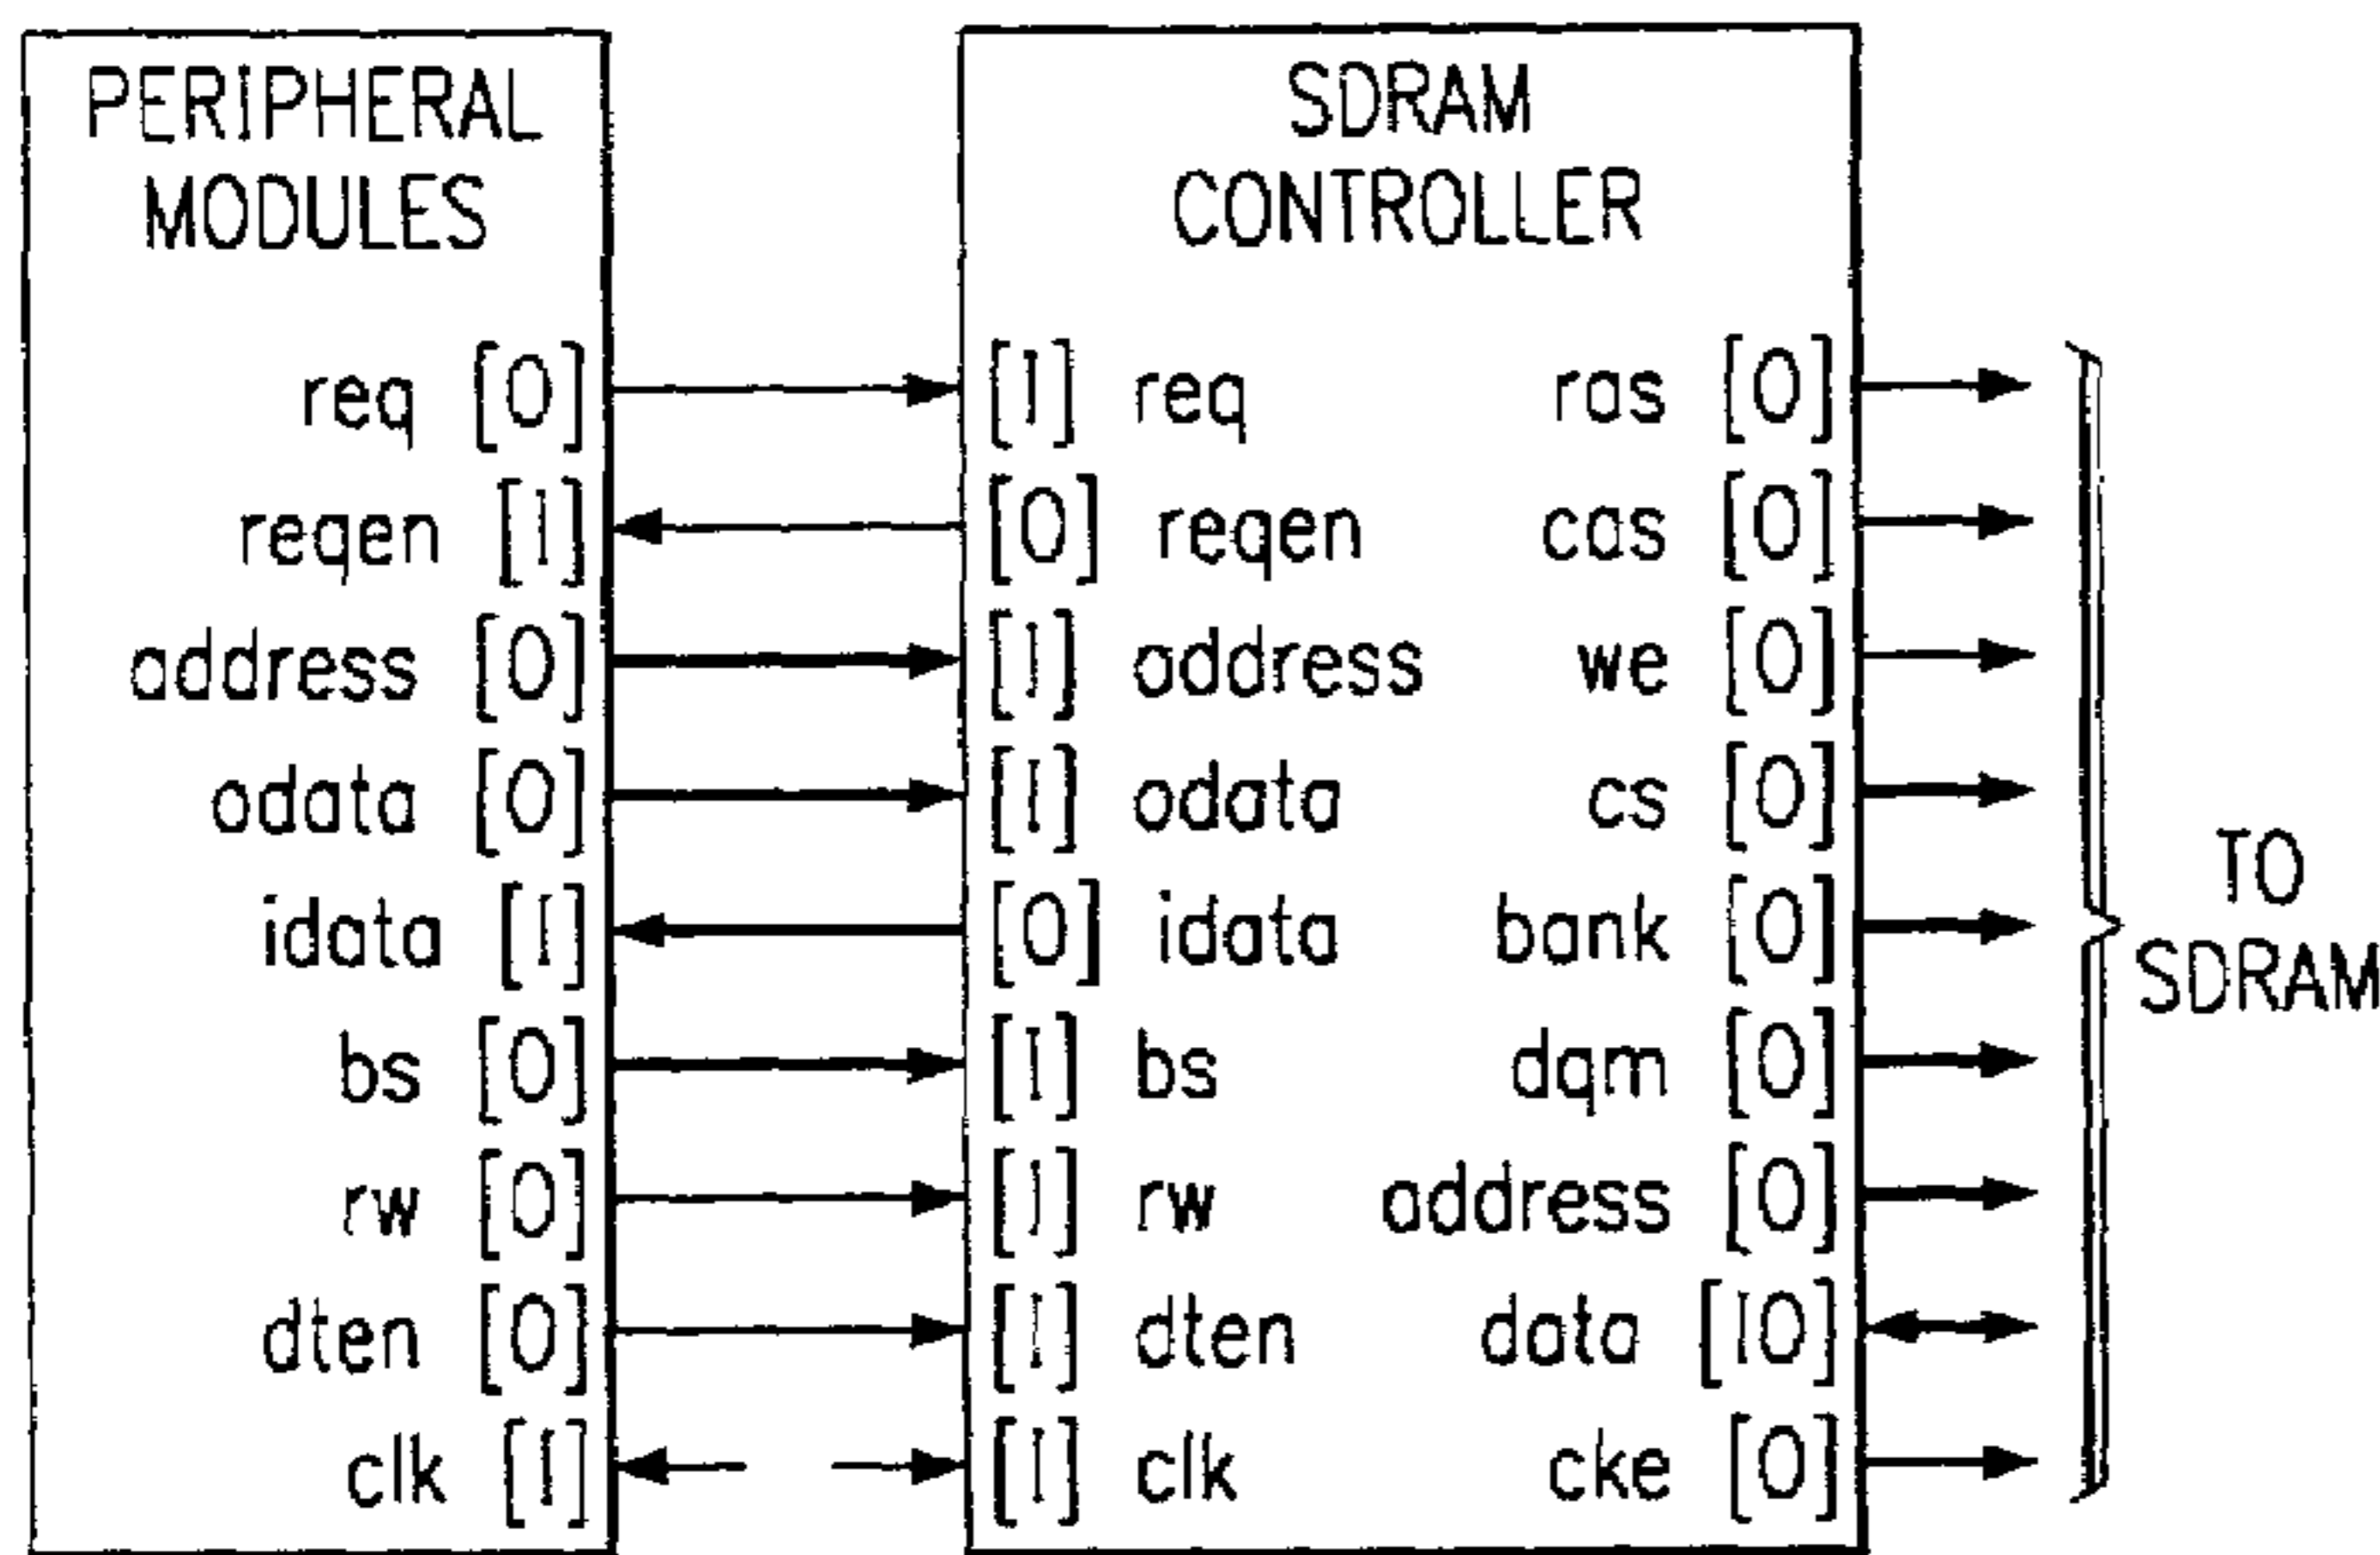 PERIPHERAL
MODULES
req [O]
reqen [I]
address [O]
odata [O]
idata [I]
bs [O]
rw [O]
dten [O]
clk [I]
SDRAM
CONTROLLER
[I] req ras [O]
[O] reqen cas [O]
[I] address we [O]
[I] odata cs [O]
[O] idata bank [O]
[I] bs dqm [O]
[I] rw address [O]
[I] dten data [IO]
[I] clk cke [O]
TO
SDRAM